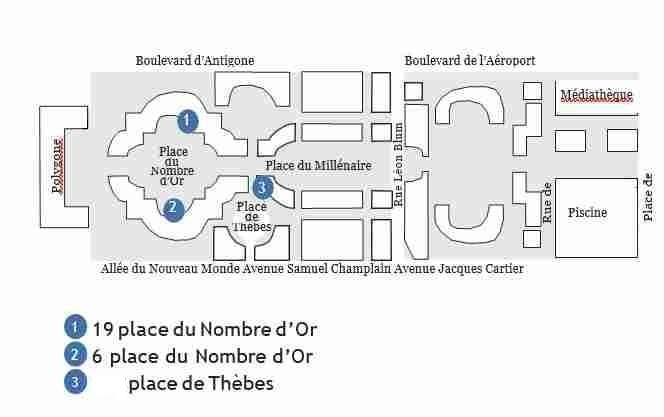 Boulevard d'Antigone
Boulevard de l'Aéroport
Médiathèque
1
Polygone
Place
du
Nombre
d'Or
Place du Millénaire
Rue Léon Blum
3
2
Place
de
Thèbes
Rue de
Piscine
Place de
Allée du Nouveau Monde Avenue Samuel Champlain Avenue Jacques Cartier
1 19 place du Nombre d'Or
2 6 place du Nombre d'Or
3 place de Thèbes